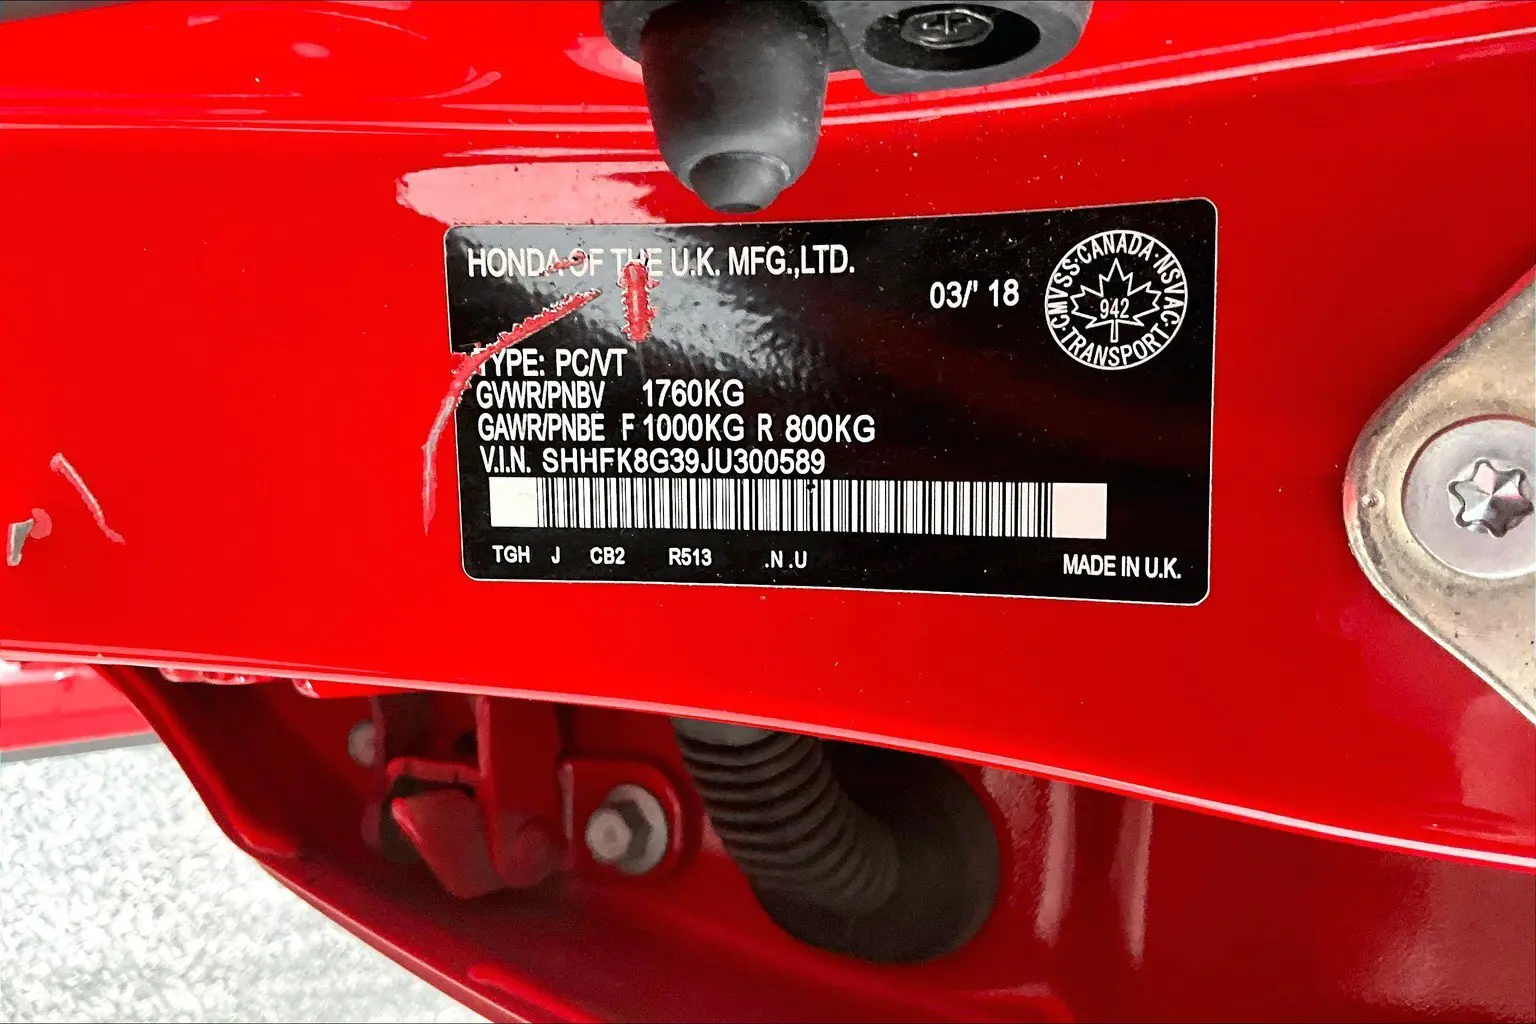 HONDA OF THE U.K. MFG.,LTD.
03/' 18
CMVSS·CANADA·NSVAC·TRANSPORT·
942
TYPE: PC/VT
GVWR/PNBV 1760KG
GAWR/PNBE F 1000KG R 800KG
V.I.N. SHHFK8G39JU300589
TGH J CB2 R513 .N .U
MADE IN U.K.